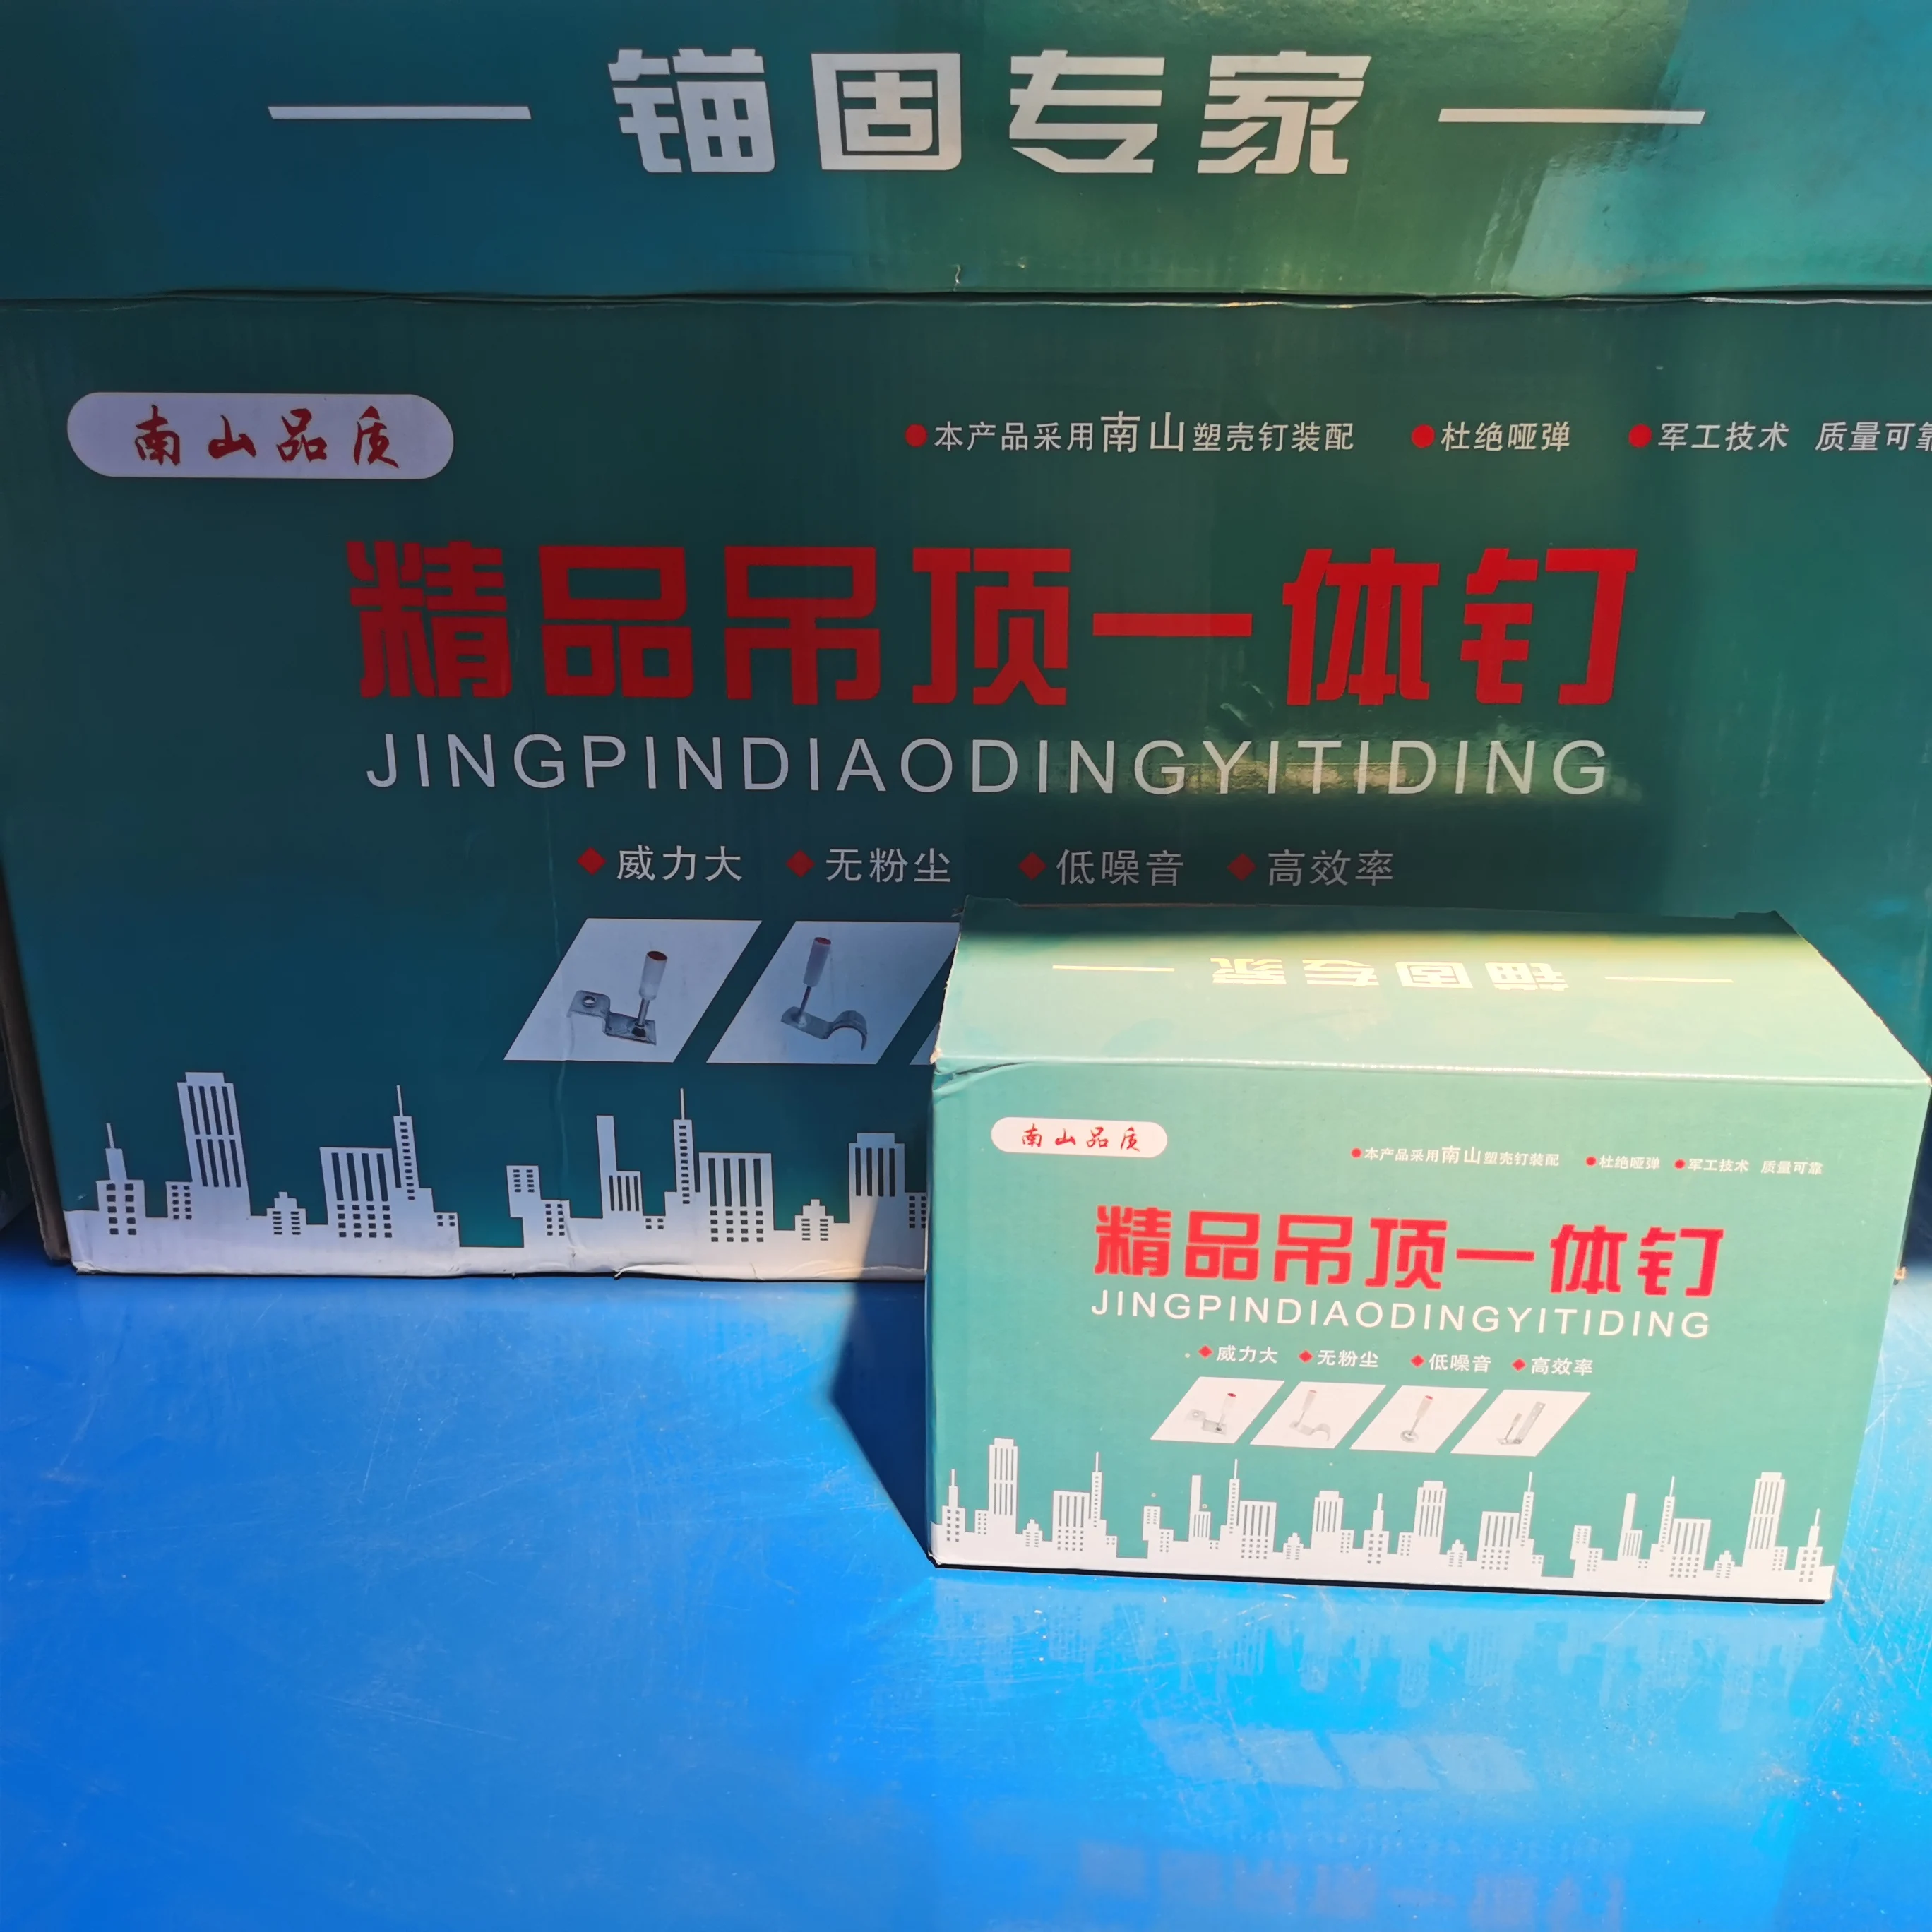 锚固专家
南山品质
●本产品采用南山塑壳钉装配 ●杜绝哑弹 ●军工技术 质量可靠
精品吊顶一体钉
JINGPINDIAODINGYITIDING
◆威力大 ◆无粉尘 ◆低噪音 ◆高效率
锚固专家
南山品质
●本产品采用南山塑壳钉装配 ●杜绝哑弹 ●军工技术 质量可靠
精品吊顶一体钉
JINGPINDIAODINGYITIDING
◆威力大 ◆无粉尘 ◆低噪音 ◆高效率